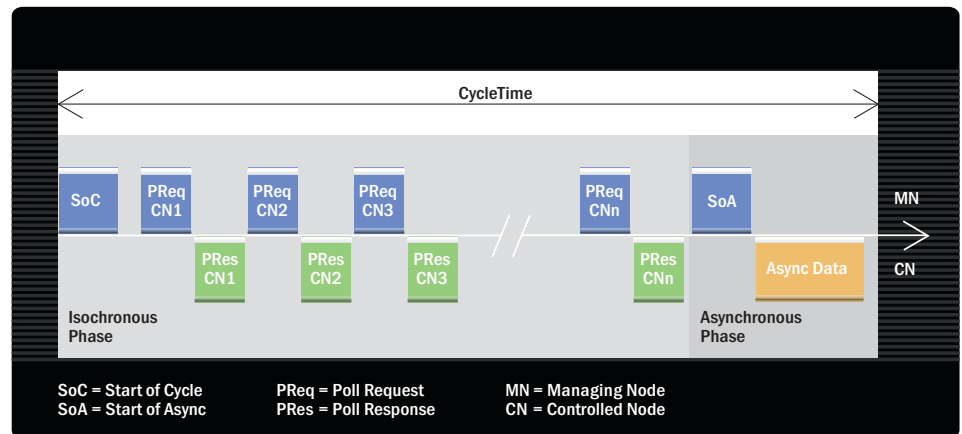 CycleTime
SoC
PReq
CN1
PReq
CN2
PReq
CN3
PReq
CNn
SoA
MN
PRes
CN1
PRes
CN2
PRes
CN3
PRes
CNn
Async Data
CN
Isochronous
Phase
Asynchronous
Phase
SoC = Start of Cycle
SoA = Start of Async
PReq = Poll Request
PRes = Poll Response
MN = Managing Node
CN = Controlled Node